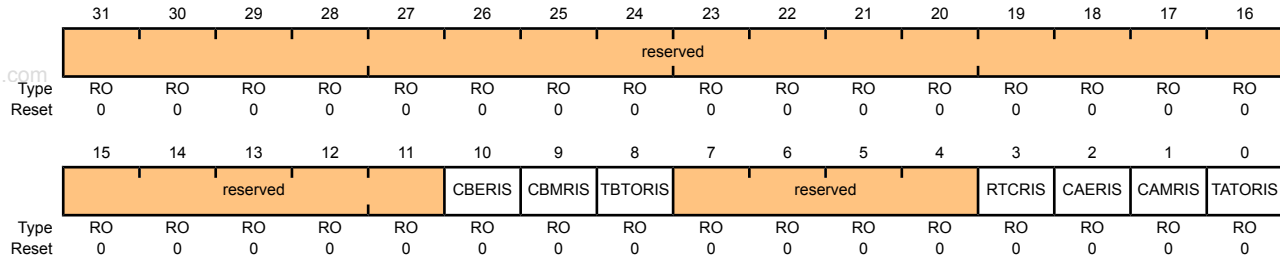 31 30 29 28 27 26 25 24 23 22 21 20 19 18 17 16
reserved
.com
Type RO RO RO RO RO RO RO RO RO RO RO RO RO RO RO RO
Reset 0 0 0 0 0 0 0 0 0 0 0 0 0 0 0 0
15 14 13 12 11 10 9 8 7 6 5 4 3 2 1 0
reserved CBERIS CBMRIS TBTORIS reserved RTCRIS CAERIS CAMRIS TATORIS
Type RO RO RO RO RO RO RO RO RO RO RO RO RO RO RO RO
Reset 0 0 0 0 0 0 0 0 0 0 0 0 0 0 0 0